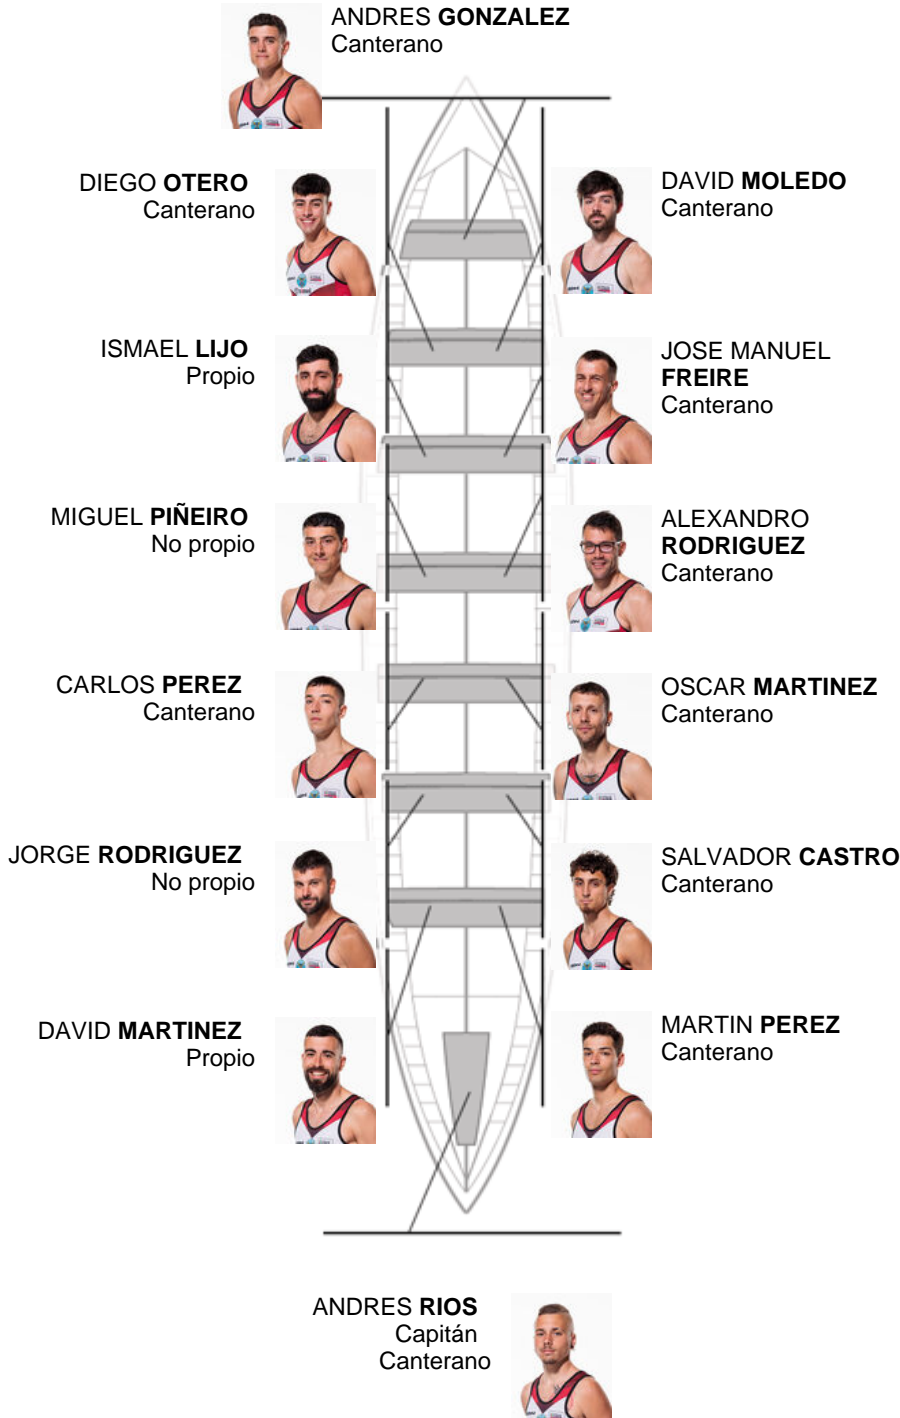 ANDRES GONZALEZ
Canterano
DIEGO OTERO
Canterano
DAVID MOLEDO
Canterano
ISMAEL LIJO
Propio
JOSE MANUEL
FREIRE
Canterano
MIGUEL PIÑEIRO
No propio
ALEXANDRO
RODRIGUEZ
Canterano
CARLOS PEREZ
Canterano
OSCAR MARTINEZ
Canterano
JORGE RODRIGUEZ
No propio
SALVADOR CASTRO
Canterano
DAVID MARTINEZ
Propio
MARTIN PEREZ
Canterano
ANDRES RIOS
Capitán
Canterano